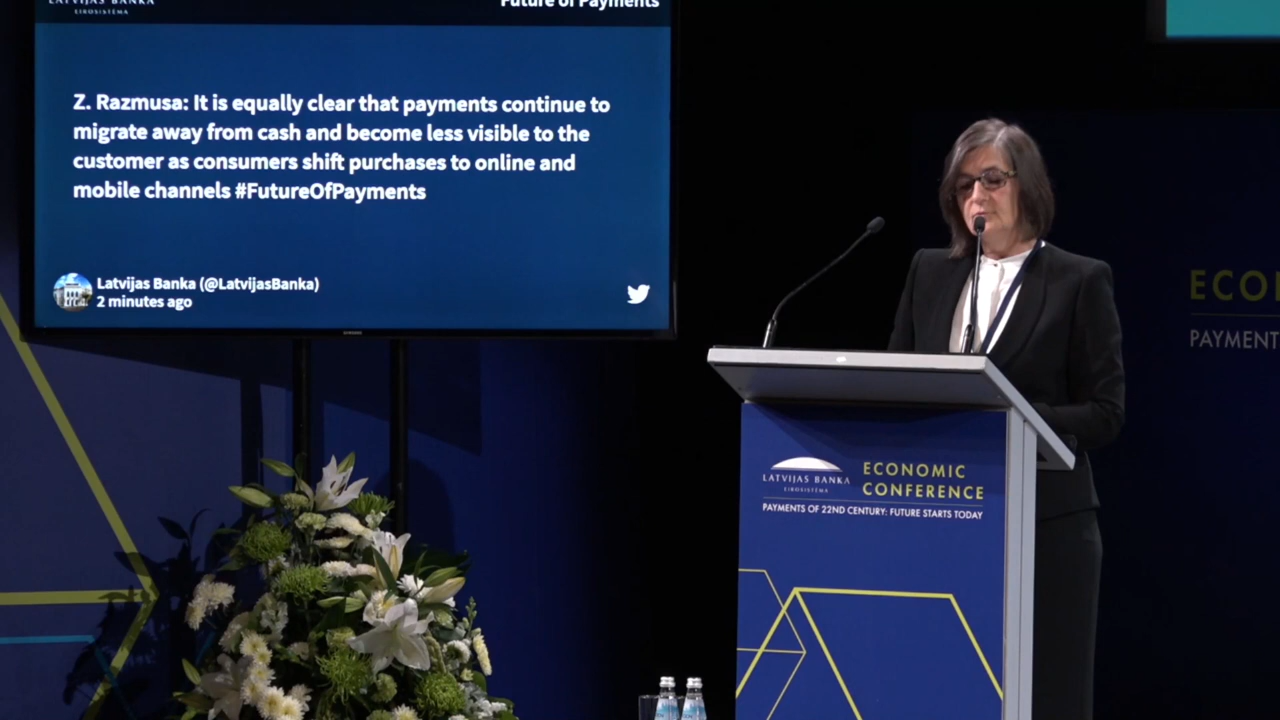 LATVIJAS BANKA
EIROSISTĒMA
Future of Payments
Z. Razmusa: It is equally clear that payments continue to
migrate away from cash and become less visible to the
customer as consumers shift purchases to online and
mobile channels #FutureOfPayments
Latvijas Banka (@LatvijasBanka)
2 minutes ago
SAMSUNG
ECO
PAYMENT
LATVIJAS BANKA
EIROSISTĒMA
ECONOMIC
CONFERENCE
PAYMENTS OF 22ND CENTURY: FUTURE STARTS TODAY